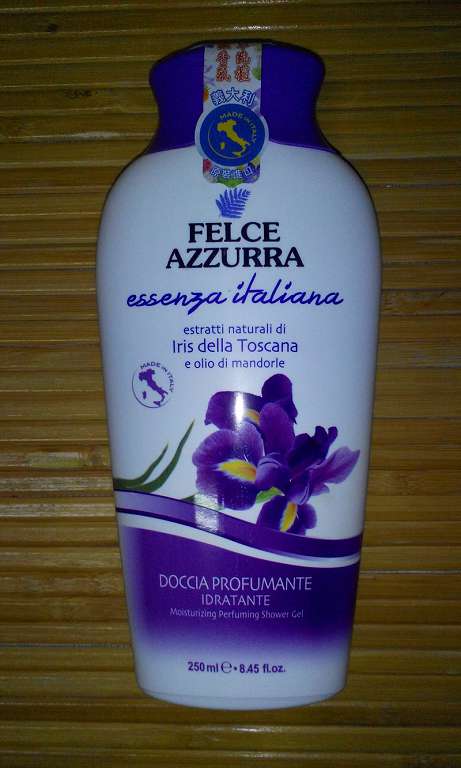 義大利
MADE IN ITALY
FELCE
AZZURRA
essenza italiana
estratti naturali di
Iris della Toscana
e olio di mandorle
MADE IN ITALY
DOCCIA PROFUMANTE
IDRATANTE
Moisturizing Perfuming Shower Gel
250 ml ℮ • 8.45 fl.oz.